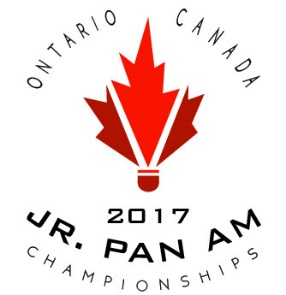 ONTARIO CANADA
2017
JR. PAN AM
CHAMPIONSHIPS